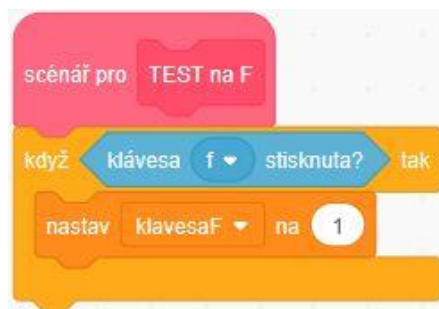 scénář pro TEST na F
když klávesa f stisknuta? tak
nastav klavesaF na 1